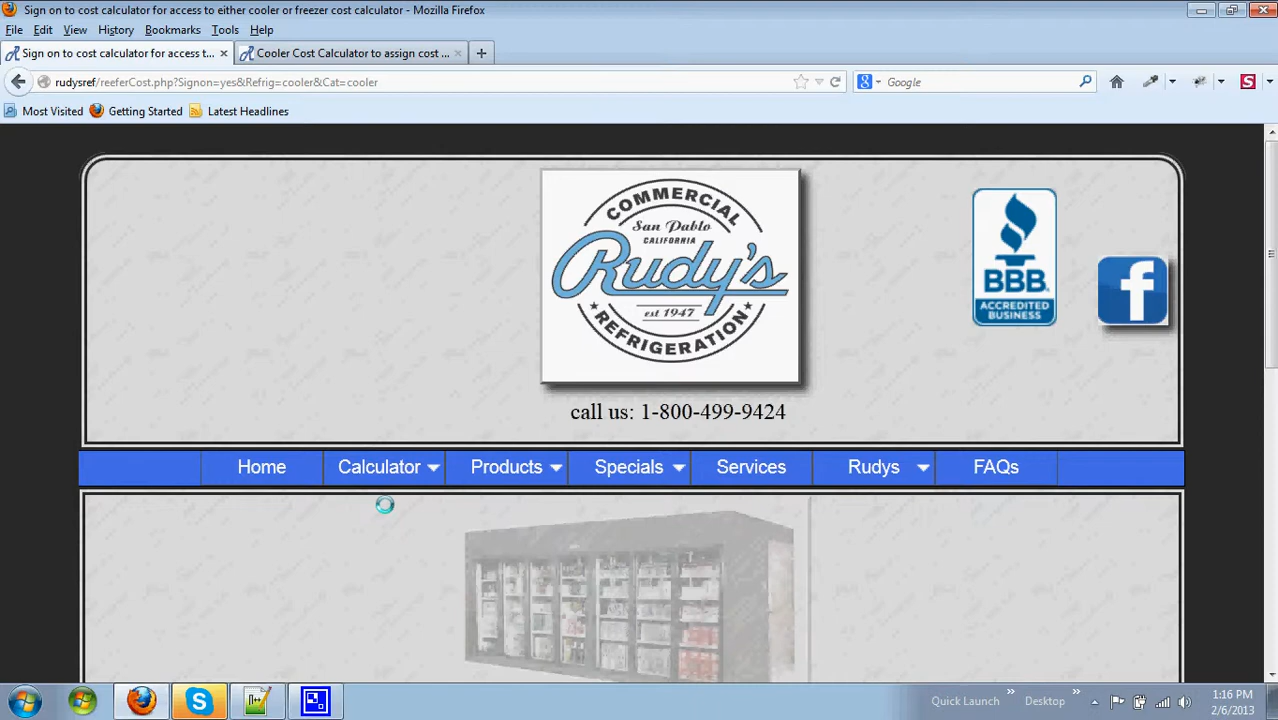 Sign on to cost calculator for access to either cooler or freezer cost calculator - Mozilla Firefox
File Edit View History Bookmarks Tools Help
Sign on to cost calculator for access t... Cooler Cost Calculator to assign cost ...
rudysref/reeferCost.php?Signon=yes&Refrig=cooler&Cat=cooler Google
Most Visited Getting Started Latest Headlines
COMMERCIAL
San Pablo
CALIFORNIA
Rudy's
est 1947
REFRIGERATION
BBB
ACCREDITED
BUSINESS
call us: 1-800-499-9424
Home Calculator Products Specials Services Rudys FAQs
Quick Launch Desktop 1:16 PM
2/6/2013